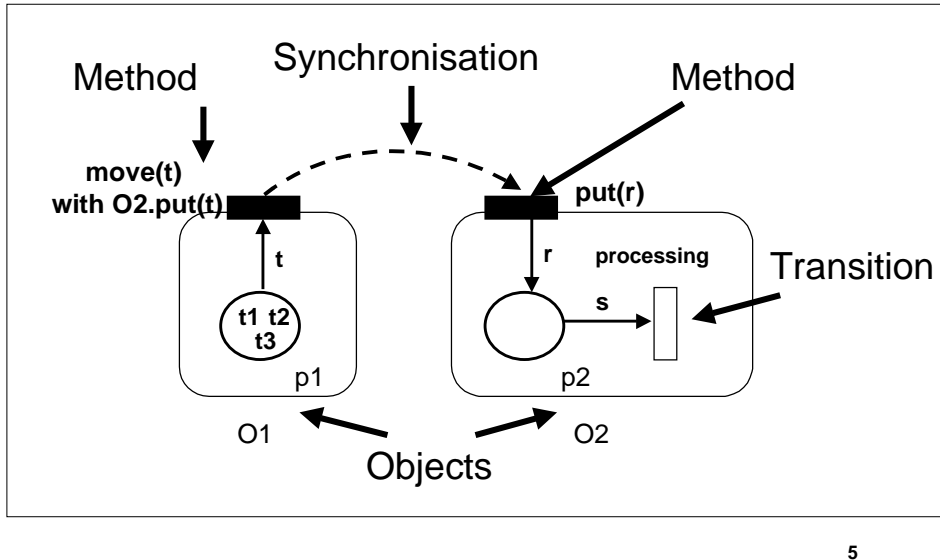 Synchronisation
Method
Method
move(t)
with O2.put(t)
put(r)
t
r
processing
Transition
s
t1 t2
t3
p1
p2
O1
O2
Objects
5